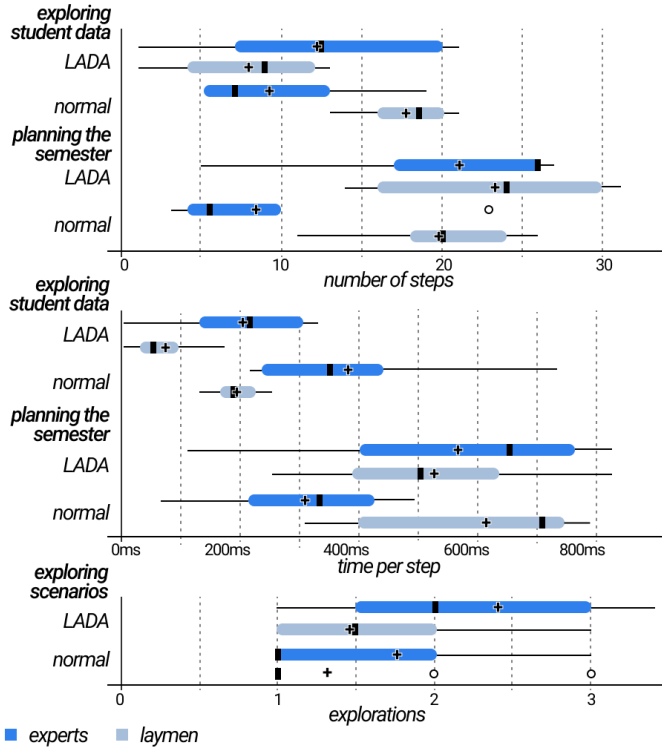 exploring
student data
LADA
normal
planning the
semester
LADA
normal
0 10 20 30
number of steps
exploring
student data
LADA
normal
planning the
semester
LADA
normal
0ms 200ms 400ms 600ms 800ms
time per step
exploring
scenarios
LADA
normal
0 1 2 3
explorations
experts laymen